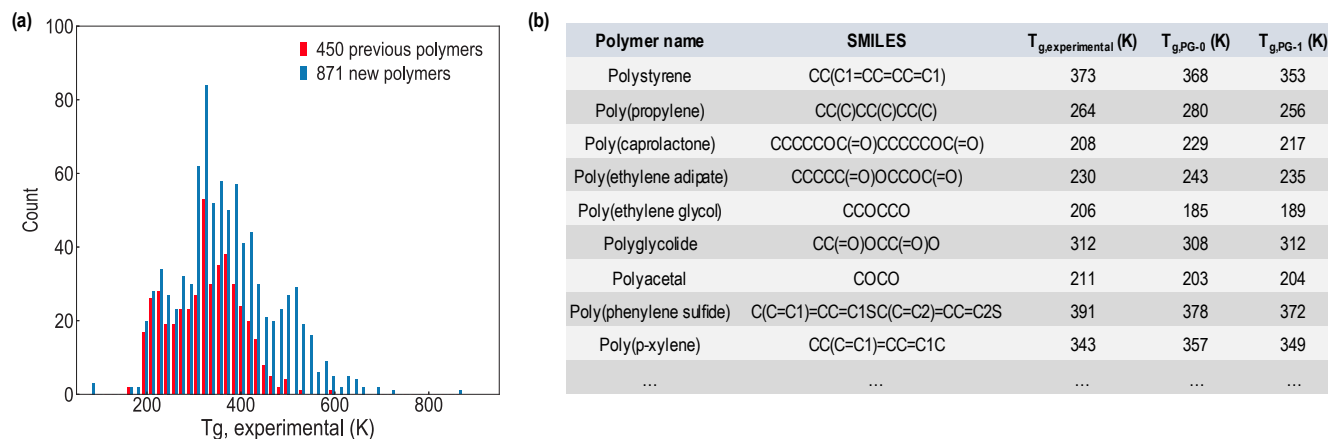 (a)
100
80
60
40
20
0
Count
450 previous polymers
871 new polymers
200 400 600 800
Tg, experimental (K)
(b)
Polymer name SMILES Tg,experimental (K) Tg,PG-0 (K) Tg,PG-1 (K)
Polystyrene CC(C1=CC=CC=C1) 373 368 353
Poly(propylene) CC(C)CC(C)CC(C) 264 280 256
Poly(caprolactone) CCCCCOC(=O)CCCCCOC(=O) 208 229 217
Poly(ethylene adipate) CCCCC(=O)OCCOC(=O) 230 243 235
Poly(ethylene glycol) CCOCCO 206 185 189
Polyglycolide CC(=O)OCC(=O)O 312 308 312
Polyacetal COCO 211 203 204
Poly(phenylene sulfide) C(C=C1)=CC=C1SC(C=C2)=CC=C2S 391 378 372
Poly(p-xylene) CC(C=C1)=CC=C1C 343 357 349
... ... ... ... ...